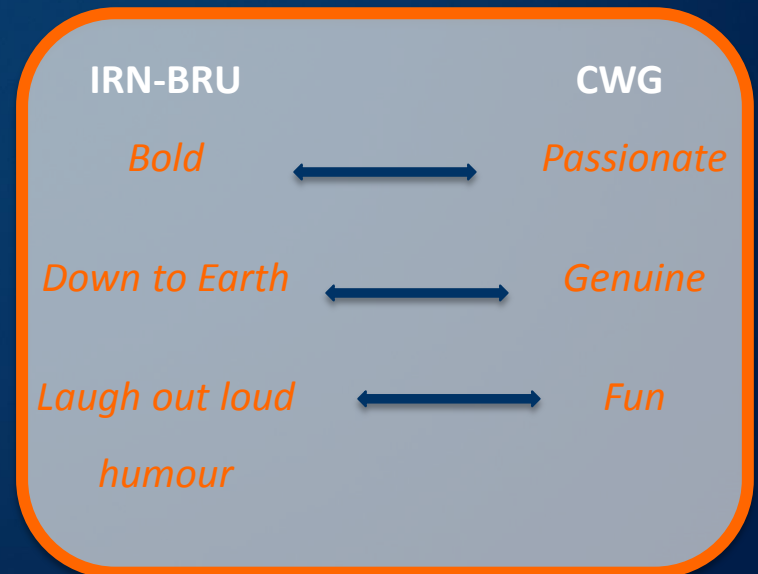 IRN-BRU CWG
Bold Passionate
Down to Earth Genuine
Laugh out loud Fun
humour